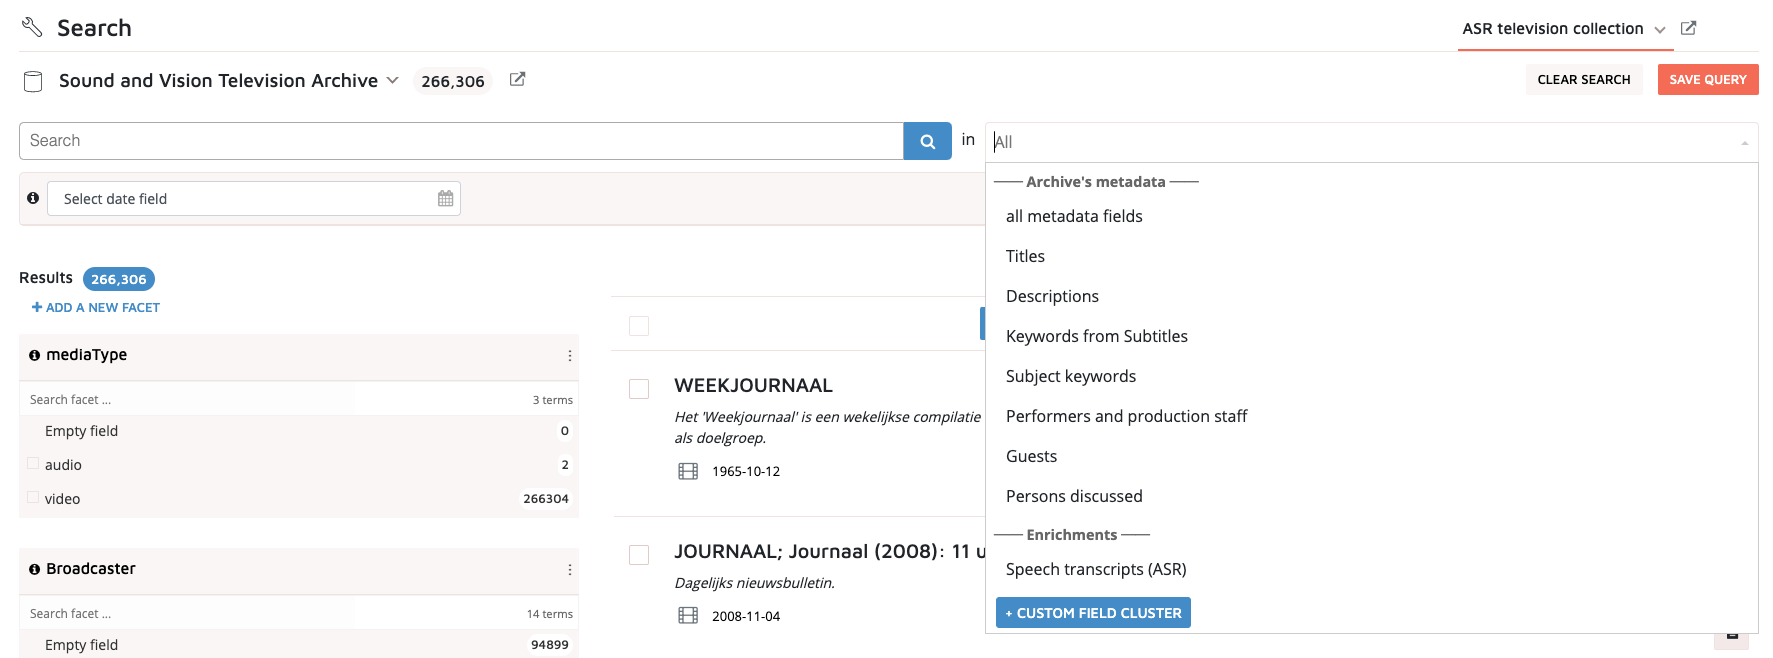 Search
ASR television collection
Sound and Vision Television Archive 266,306
CLEAR SEARCH
SAVE QUERY
Search
in
All
Select date field
Archive's metadata
all metadata fields
Titles
Descriptions
Keywords from Subtitles
Subject keywords
Performers and production staff
Guests
Persons discussed
Enrichments
Speech transcripts (ASR)
+ CUSTOM FIELD CLUSTER
Results 266,306
+ ADD A NEW FACET
mediaType
Search facet ... 3 terms
Empty field 0
audio 2
video 266304
Broadcaster
Search facet ... 14 terms
Empty field 94899
WEEKJOURNAAL
Het 'Weekjournaal' is een wekelijkse compilatie
als doelgroep.
1965-10-12
JOURNAAL; Journaal (2008): 11 u
Dagelijks nieuwsbulletin.
2008-11-04